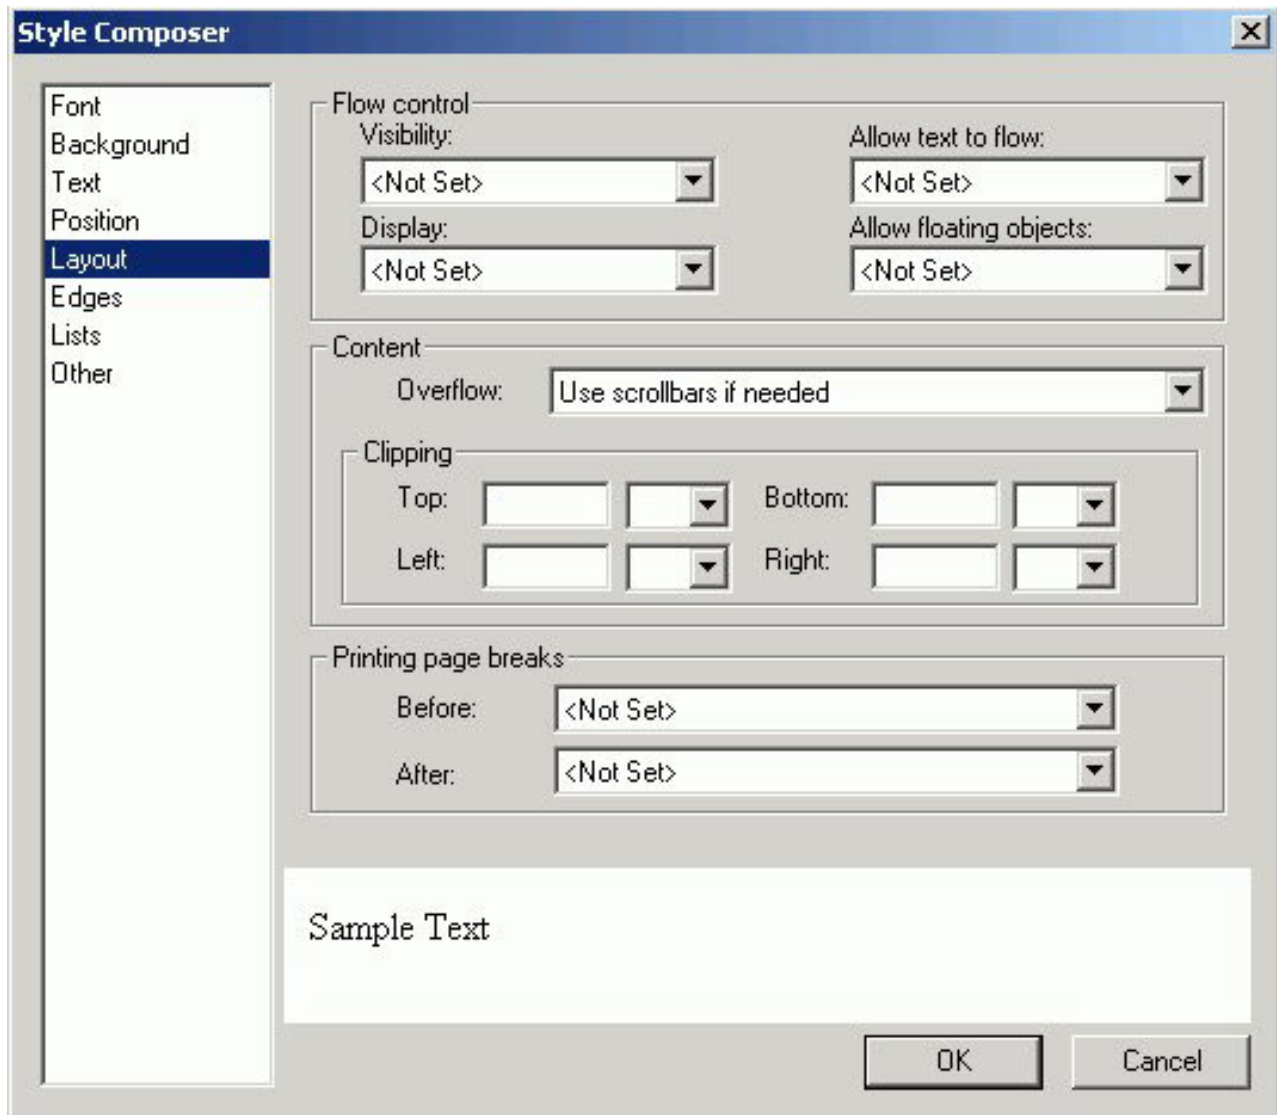 Style Composer
Font
Background
Text
Position
Layout
Edges
Lists
Other
Flow control
Visibility:
Allow text to flow:
<Not Set>
<Not Set>
Display:
Allow floating objects:
<Not Set>
<Not Set>
Content
Overflow:
Use scrollbars if needed
Clipping
Top:
Bottom:
Left:
Right:
Printing page breaks
Before:
<Not Set>
After:
<Not Set>
Sample Text
OK
Cancel